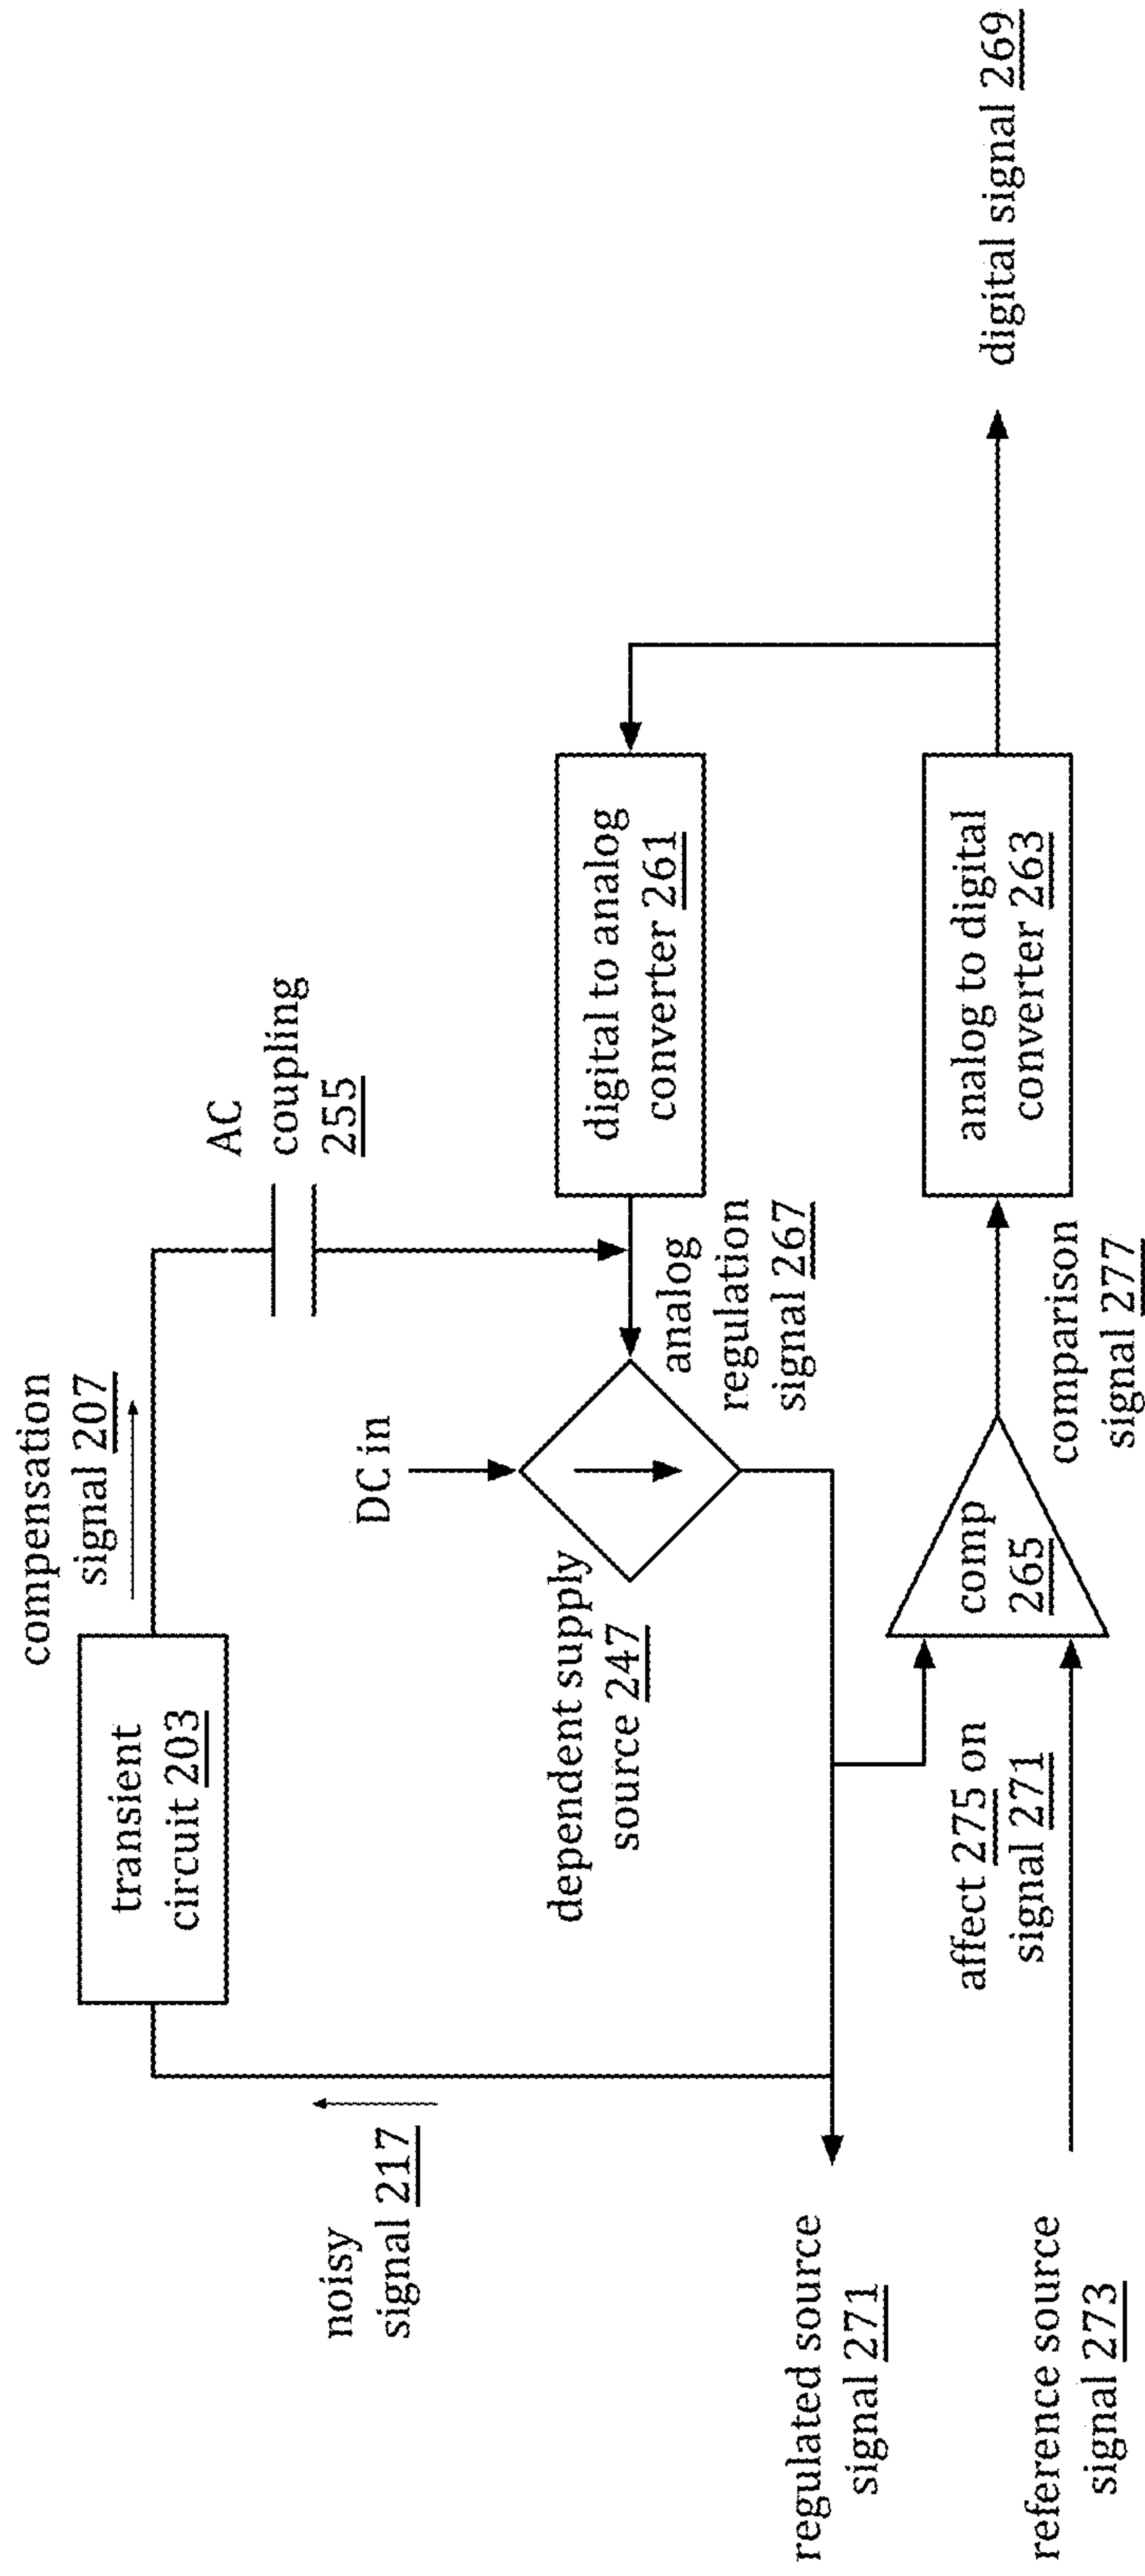 compensation
signal 207
transient
circuit 203
AC
coupling
255
noisy
signal 217
DC in
dependent supply
source 247
digital to analog
converter 261
analog
regulation
signal 267
regulated source
signal 271
affect 275 on
signal 271
comp
265
analog to digital
converter 263
digital signal 269
comparison
signal 277
reference source
signal 273